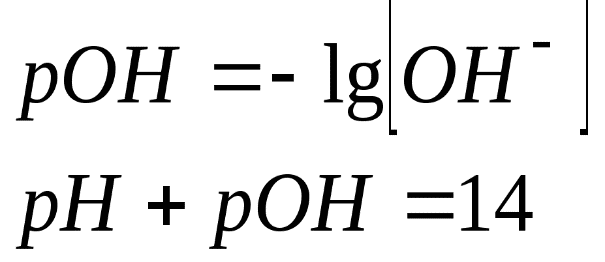 pOH = - lg[OH⁻]
pH + pOH = 14